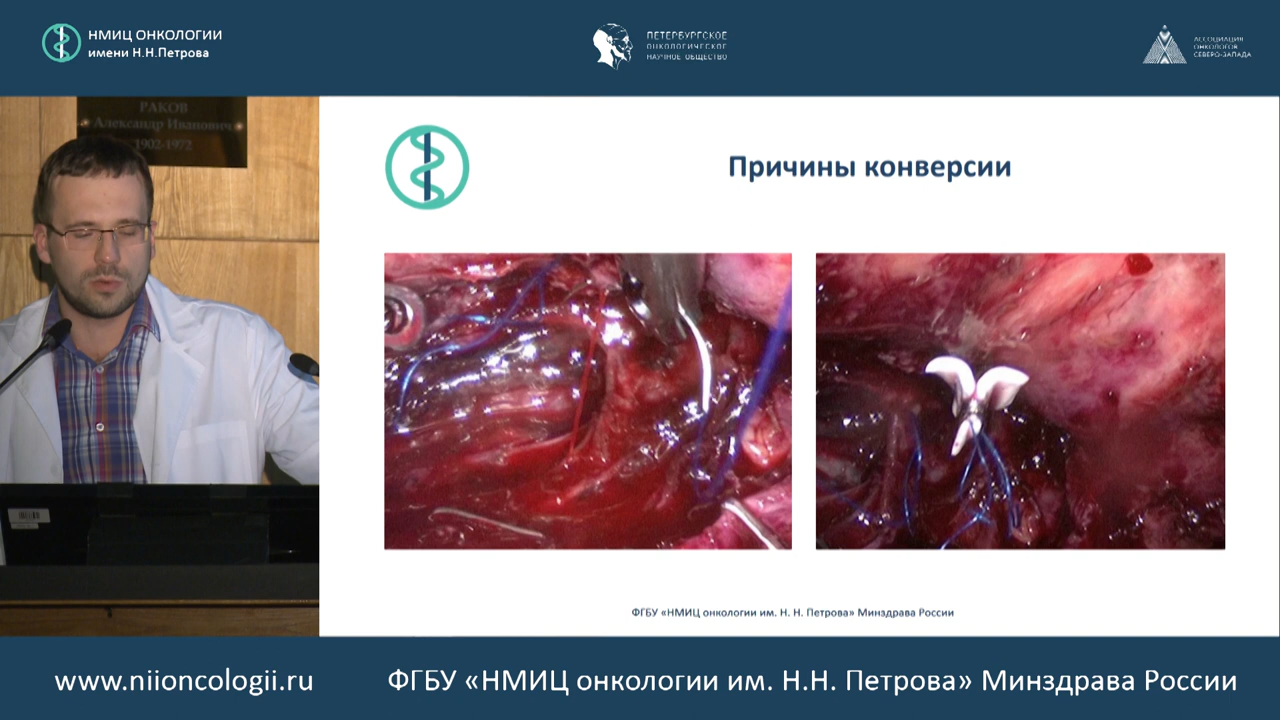 НМИЦ ОНКОЛОГИИ
имени Н.Н.Петрова
ПЕТЕРБУРГСКОЕ
ОНКОЛОГИЧЕСКОЕ
НАУЧНОЕ ОБЩЕСТВО
АССОЦИАЦИЯ
ОНКОЛОГОВ
СЕВЕРО-ЗАПАДА
РАКОВ
Александр Иванович
1902-1972
Причины конверсии
ФГБУ «НМИЦ онкологии им. Н. Н. Петрова» Минздрава России
www.niioncologii.ru
ФГБУ «НМИЦ онкологии им. Н.Н. Петрова» Минздрава России